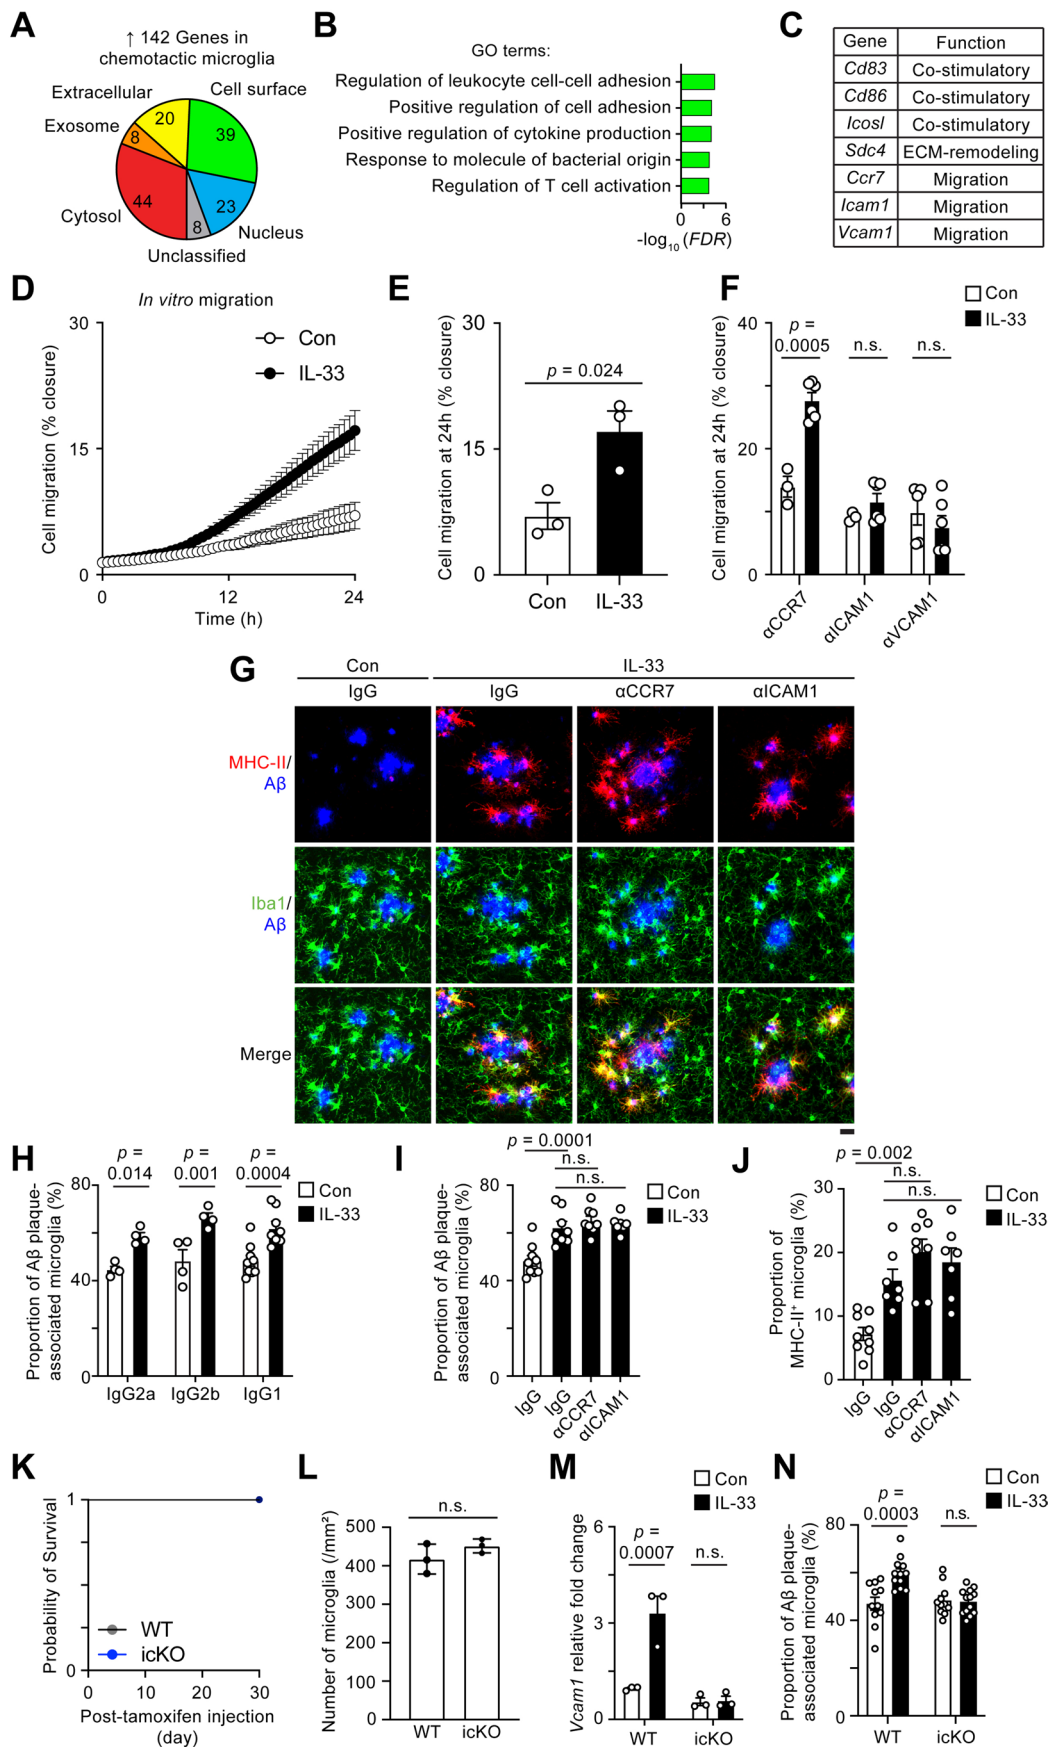 A
↑ 142 Genes in
chemotactic microglia
Extracellular
Cell surface
Exosome
20
39
8
44
23
8
Cytosol
Nucleus
Unclassified
B
GO terms:
Regulation of leukocyte cell-cell adhesion
Positive regulation of cell adhesion
Positive regulation of cytokine production
Response to molecule of bacterial origin
Regulation of T cell activation
0 6
-log10 (FDR)
C
Gene Function
Cd83 Co-stimulatory
Cd86 Co-stimulatory
Icosl Co-stimulatory
Sdc4 ECM-remodeling
Ccr7 Migration
Icam1 Migration
Vcam1 Migration
D
In vitro migration
Con
IL-33
Cell migration (% closure)
30
15
0
0 12 24
Time (h)
E
Cell migration at 24h (% closure)
30
15
0
p = 0.024
Con IL-33
F
Con
IL-33
Cell migration at 24h (% closure)
40
20
0
p =
0.0005
n.s.
n.s.
αCCR7
αICAM1
αVCAM1
G
Con IL-33
IgG IgG αCCR7 αICAM1
MHC-II/
Aβ
Iba1/
Aβ
Merge
H
Proportion of Aβ plaque-
associated microglia (%)
80
40
0
p =
0.014
p =
0.001
p =
0.0004
Con
IL-33
IgG2a IgG2b IgG1
I
Proportion of Aβ plaque-
associated microglia (%)
80
40
0
p = 0.0001
n.s.
n.s.
Con
IL-33
IgG
IgG
αCCR7
αICAM1
J
Proportion of
MHC-II+ microglia (%)
30
20
10
0
p = 0.002
n.s.
n.s.
Con
IL-33
IgG
IgG
αCCR7
αICAM1
K
Probability of Survival
1
0
WT
icKO
0 10 20 30
Post-tamoxifen injection
(day)
L
Number of microglia (/mm²)
500
400
300
200
100
0
n.s.
WT icKO
M
Con
IL-33
Vcam1 relative fold change
6
3
0
p =
0.0007
n.s.
WT icKO
N
Con
IL-33
Proportion of Aβ plaque-
associated microglia (%)
80
40
0
p =
0.0003
n.s.
WT icKO